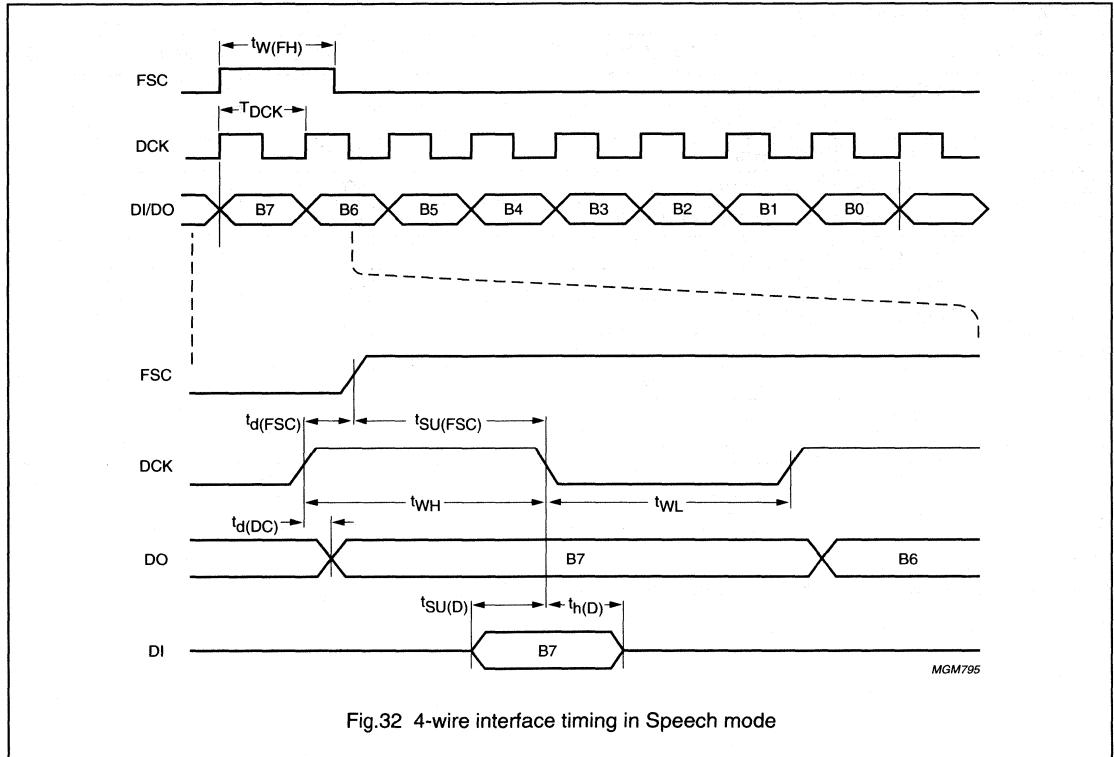 tW(FH)
FSC
TDCK
DCK
DI/DO B7 B6 B5 B4 B3 B2 B1 B0
FSC
td(FSC) tSU(FSC)
DCK
tWH tWL
td(DC)
DO B7 B6
tSU(D) th(D)
DI B7
MGM795
Fig.32 4-wire interface timing in Speech mode